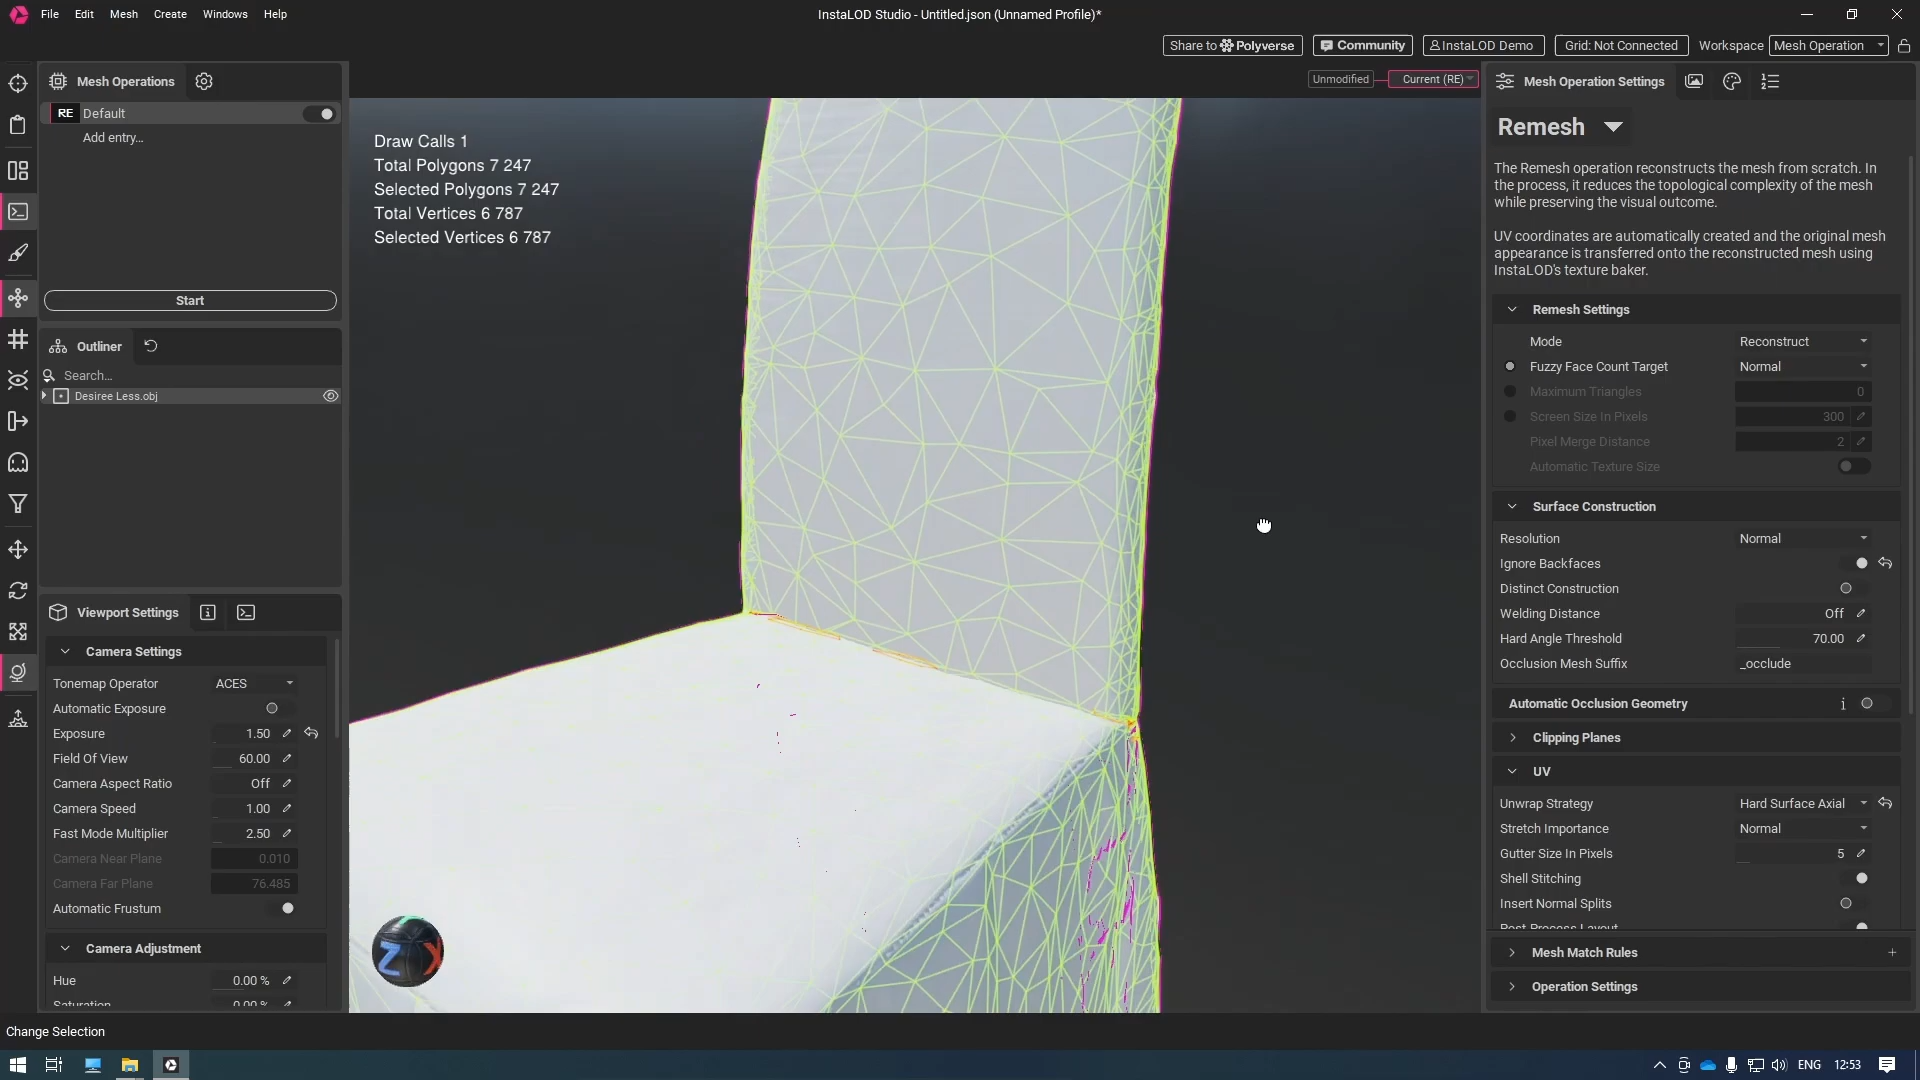 File Edit Mesh Create Windows Help
InstaLOD Studio - Untitled.json (Unnamed Profile)*
Share to Polyverse Community InstaLOD Demo Grid: Not Connected Workspace Mesh Operation
Mesh Operations
RE Default
Add entry...
Start
Outliner
Search...
Desiree Less.obj
Viewport Settings
Camera Settings
Tonemap Operator ACES
Automatic Exposure
Exposure 1.50
Field Of View 60.00
Camera Aspect Ratio Off
Camera Speed 1.00
Fast Mode Multiplier 2.50
Camera Near Plane 0.010
Camera Far Plane 76.485
Automatic Frustum
Camera Adjustment
Hue 0.00 %
Saturation 0.00 %
Unmodified Current (RE)
Draw Calls 1
Total Polygons 7 247
Selected Polygons 7 247
Total Vertices 6 787
Selected Vertices 6 787
Z X
Mesh Operation Settings
Remesh
The Remesh operation reconstructs the mesh from scratch. In
the process, it reduces the topological complexity of the mesh
while preserving the visual outcome.
UV coordinates are automatically created and the original mesh
appearance is transferred onto the reconstructed mesh using
InstaLOD's texture baker.
Remesh Settings
Mode Reconstruct
Fuzzy Face Count Target Normal
Maximum Triangles 0
Screen Size In Pixels 300
Pixel Merge Distance 2
Automatic Texture Size
Surface Construction
Resolution Normal
Ignore Backfaces
Distinct Construction
Welding Distance Off
Hard Angle Threshold 70.00
Occlusion Mesh Suffix _occlude
Automatic Occlusion Geometry
Clipping Planes
UV
Unwrap Strategy Hard Surface Axial
Stretch Importance Normal
Gutter Size In Pixels 5
Shell Stitching
Insert Normal Splits
Post Process Layout
Mesh Match Rules
Operation Settings
Change Selection
ENG 12:53